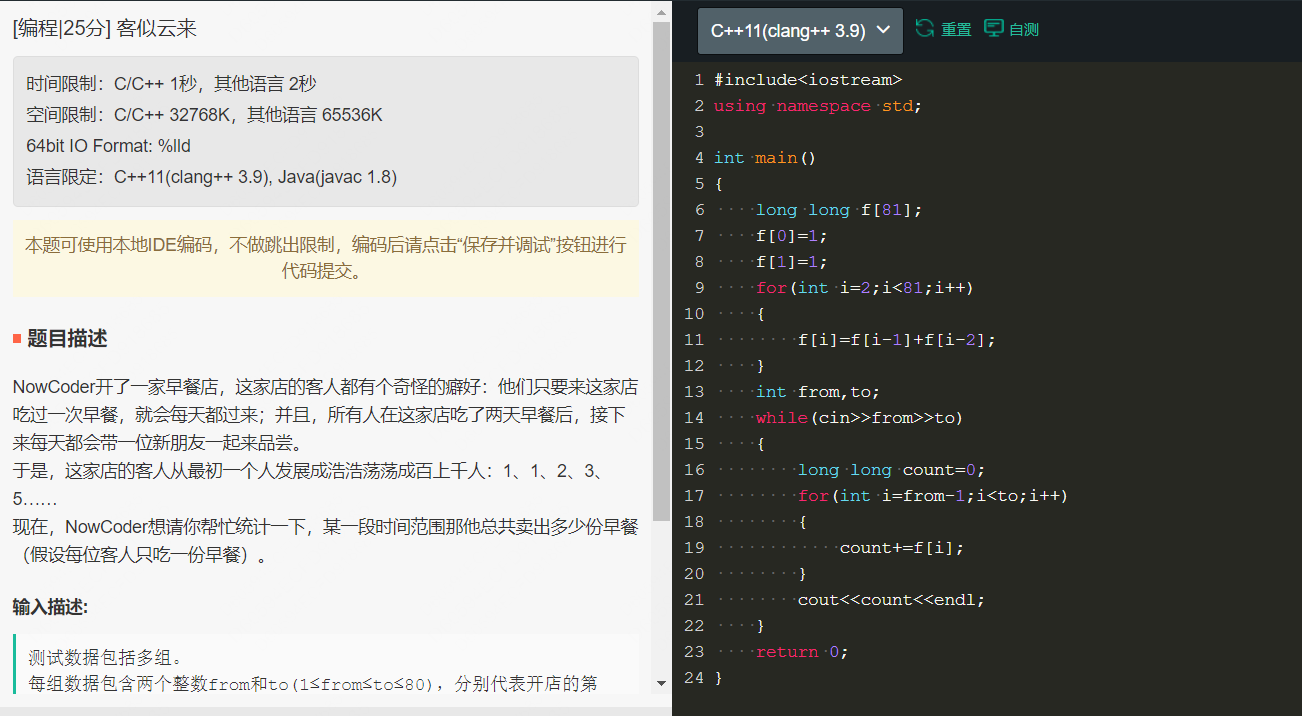 [编程|25分] 客似云来
时间限制：C/C++ 1秒，其他语言 2秒
空间限制：C/C++ 32768K，其他语言 65536K
64bit IO Format: %lld
语言限定：C++11(clang++ 3.9), Java(javac 1.8)
本题可使用本地IDE编码，不做跳出限制，编码后请点击“保存并调试”按钮进行
代码提交。
题目描述
NowCoder开了一家早餐店，这家店的客人都有个奇怪的癖好：他们只要来这家店
吃过一次早餐，就会每天都过来；并且，所有人在这家店吃了两天早餐后，接下
来每天都会带一位新朋友一起来品尝。
于是，这家店的客人从最初一个人发展成浩浩荡荡成百上千人：1、1、2、3、
5……
现在，NowCoder想请你帮忙统计一下，某一段时间范围那他总共卖出多少份早餐
（假设每位客人只吃一份早餐）。
输入描述:
测试数据包括多组。
每组数据包含两个整数from和to(1≤from≤to≤80)，分别代表开店的第
C++11(clang++ 3.9)
重置
自测
1 #include<iostream>
2 using namespace std;
3
4 int main()
5 {
6     long long f[81];
7     f[0]=1;
8     f[1]=1;
9     for(int i=2;i<81;i++)
10     {
11         f[i]=f[i-1]+f[i-2];
12     }
13     int from,to;
14     while(cin>>from>>to)
15     {
16         long long count=0;
17         for(int i=from-1;i<to;i++)
18         {
19             count+=f[i];
20         }
21         cout<<count<<endl;
22     }
23     return 0;
24 }